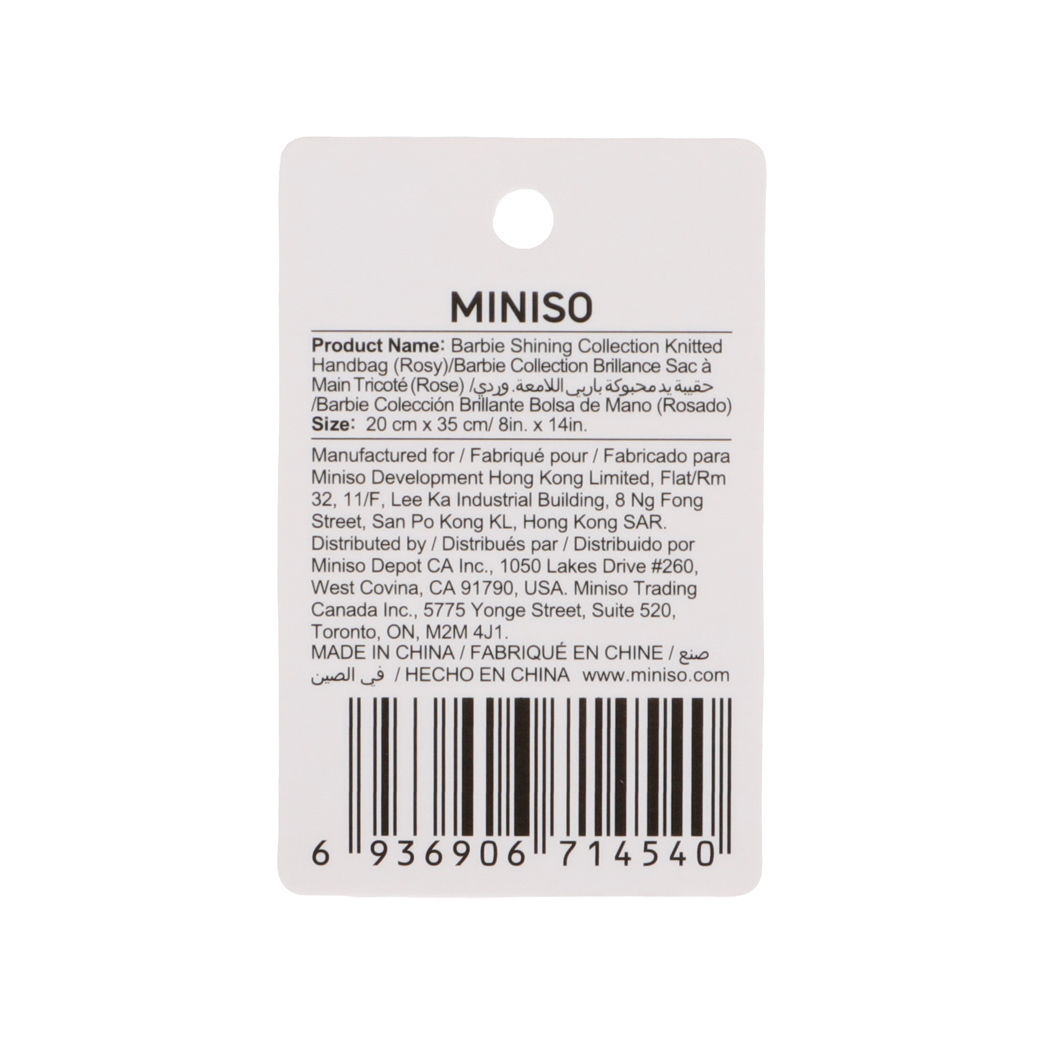 MINISO
Product Name: Barbie Shining Collection Knitted
Handbag (Rosy)/Barbie Collection Brillance Sac à
Main Tricoté (Rose) /حقيبة يد محبوكة باربي اللامعة.وردي
/Barbie Colección Brillante Bolsa de Mano (Rosado)
Size: 20 cm x 35 cm/ 8in. x 14in.
Manufactured for / Fabriqué pour / Fabricado para
Miniso Development Hong Kong Limited, Flat/Rm
32, 11/F, Lee Ka Industrial Building, 8 Ng Fong
Street, San Po Kong KL, Hong Kong SAR.
Distributed by / Distribués par / Distribuido por
Miniso Depot CA Inc., 1050 Lakes Drive #260,
West Covina, CA 91790, USA. Miniso Trading
Canada Inc., 5775 Yonge Street, Suite 520,
Toronto, ON, M2M 4J1.
MADE IN CHINA / FABRIQUÉ EN CHINE / صنع
في الصين / HECHO EN CHINA www.miniso.com
6 936906 714540